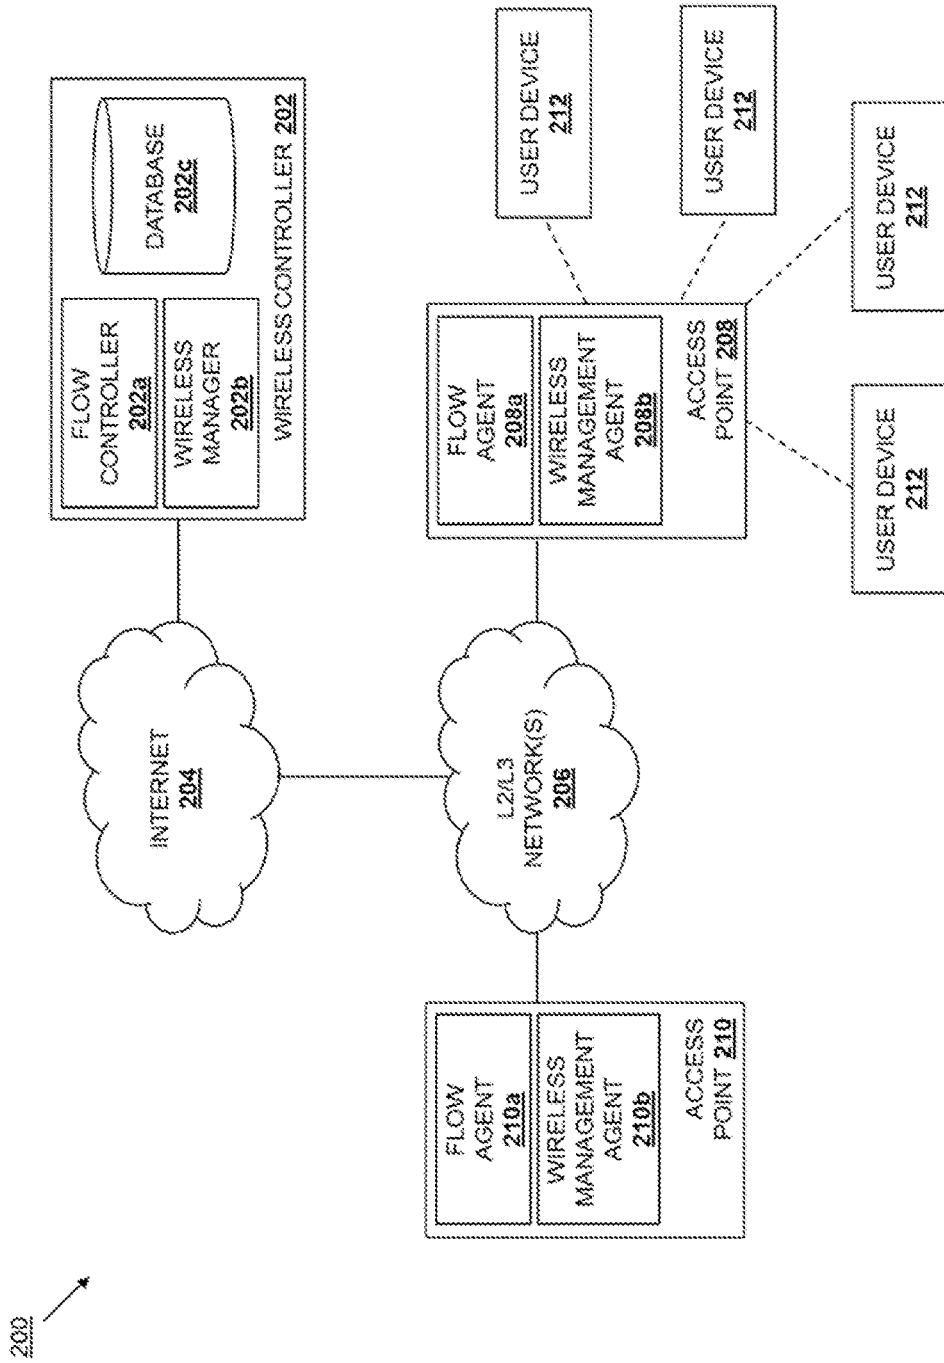 200
FLOW
CONTROLLER
202a
WIRELESS
MANAGER
202b
DATABASE
202c
WIRELESS CONTROLLER 202
INTERNET
204
L2/L3
NETWORK(S)
206
FLOW
AGENT
210a
WIRELESS
MANAGEMENT
AGENT
210b
ACCESS
POINT 210
FLOW
AGENT
208a
WIRELESS
MANAGEMENT
AGENT
208b
ACCESS
POINT 208
USER DEVICE
212
USER DEVICE
212
USER DEVICE
212
USER DEVICE
212